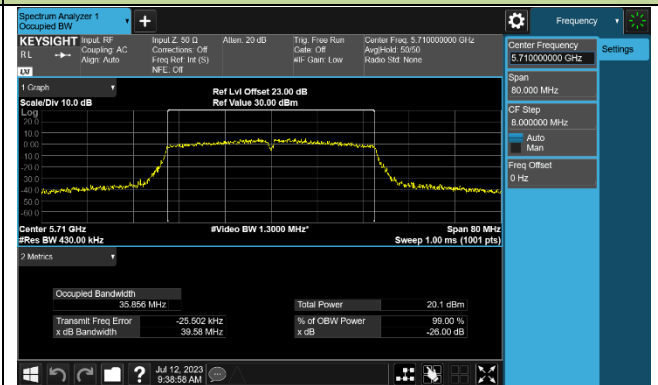 Spectrum Analyzer 1
Occupied BW
+
Frequency
KEYSIGHT
RL
LXI
Input: RF
Coupling: AC
Align: Auto
Input Z: 50 Ω
Corrections: Off
Freq Ref: Int (S)
NFE: Off
Atten: 20 dB
Trig: Free Run
Gate: Off
#IF Gain: Low
Center Freq: 5.710000000 GHz
Avg|Hold: 50/50
Radio Std: None
Center Frequency
5.710000000 GHz
Settings
Span
80.000 MHz
CF Step
8.000000 MHz
Auto
Man
Freq Offset
0 Hz
1 Graph
Scale/Div 10.0 dB
Ref Lvl Offset 23.00 dB
Ref Value 30.00 dBm
Log
20.0
10.0
0.00
-10.0
-20.0
-30.0
-40.0
-50.0
-60.0
Center 5.71 GHz
#Video BW 1.3000 MHz*
Span 80 MHz
#Res BW 430.00 kHz
Sweep 1.00 ms (1001 pts)
2 Metrics
Occupied Bandwidth
35.856 MHz
Total Power 20.1 dBm
Transmit Freq Error -25.502 kHz
% of OBW Power 99.00 %
x dB Bandwidth 39.58 MHz
x dB -26.00 dB
?
Jul 12, 2023
9:38:58 AM